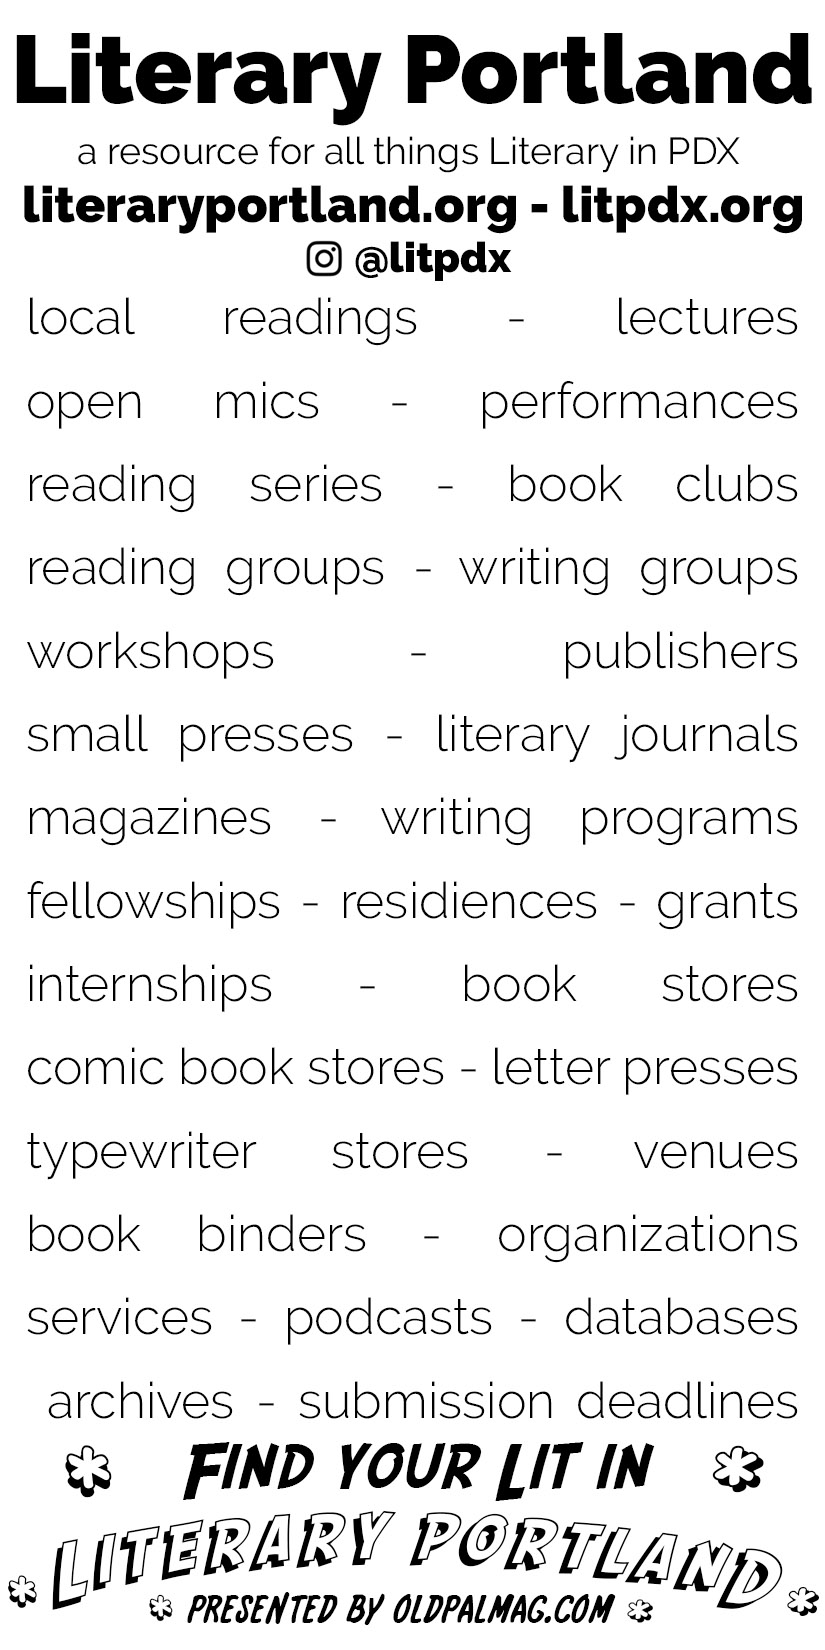 Literary Portland
a resource for all things Literary in PDX
literaryportland.org - litpdx.org
@litpdx
local readings - lectures
open mics - performances
reading series - book clubs
reading groups - writing groups
workshops - publishers
small presses - literary journals
magazines - writing programs
fellowships - residiences - grants
internships - book stores
comic book stores - letter presses
typewriter stores - venues
book binders - organizations
services - podcasts - databases
archives - submission deadlines
FIND YOUR LIT IN
LITERARY PORTLAND
PRESENTED BY OLDPALMAG.COM